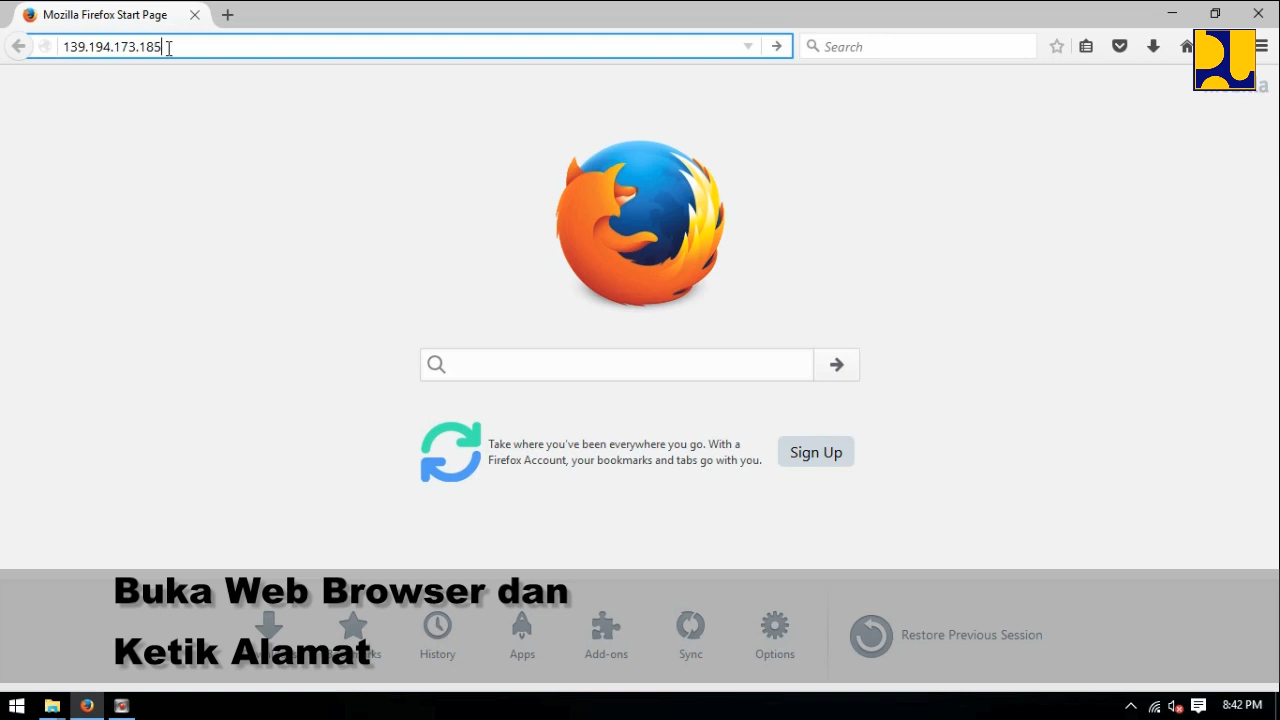 Mozilla Firefox Start Page
139.194.173.185
Search
Take where you've been everywhere you go. With a
Firefox Account, your bookmarks and tabs go with you.
Sign Up
Buka Web Browser dan
Ketik Alamat
History
Apps
Add-ons
Sync
Options
Restore Previous Session
8:42 PM